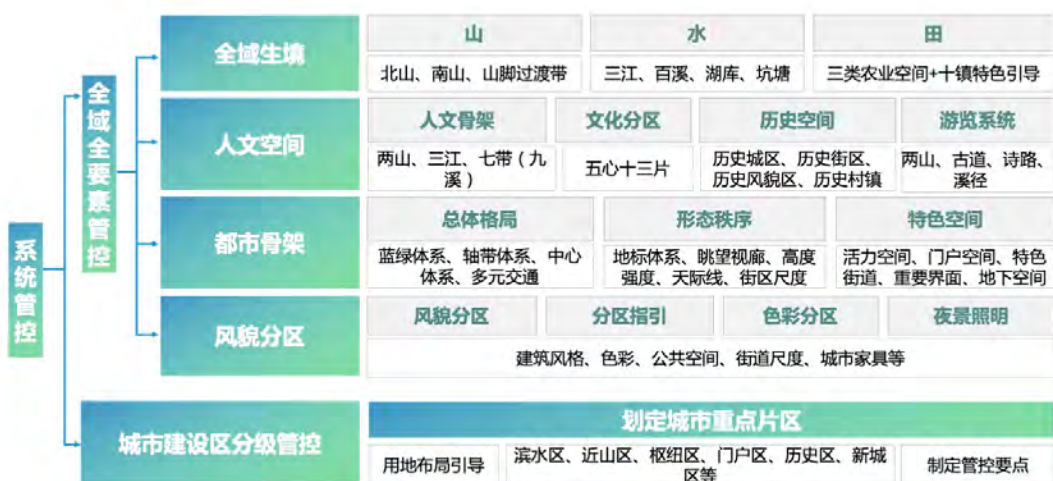 系统管控
全域全要素管控
全域生境
山
水
田
北山、南山、山脚过渡带
三江、百溪、湖库、坑塘
三类农业空间+十镇特色引导
人文空间
人文骨架
文化分区
历史空间
游览系统
两山、三江、七带（九
溪）
五心十三片
历史城区、历史街区、
历史风貌区、历史村镇
两山、古道、诗路、
溪径
都市骨架
总体格局
形态秩序
特色空间
蓝绿体系、轴带体系、中心
体系、多元交通
地标体系、眺望视廊、高度
强度、天际线、街区尺度
活力空间、门户空间、特色
街道、重要界面、地下空间
风貌分区
风貌分区
分区指引
色彩分区
夜景照明
建筑风格、色彩、公共空间、街道尺度、城市家具等
城市建设区分级管控
划定城市重点片区
用地布局引导
滨水区、近山区、枢纽区、门户区、历史区、新城
区等
制定管控要点